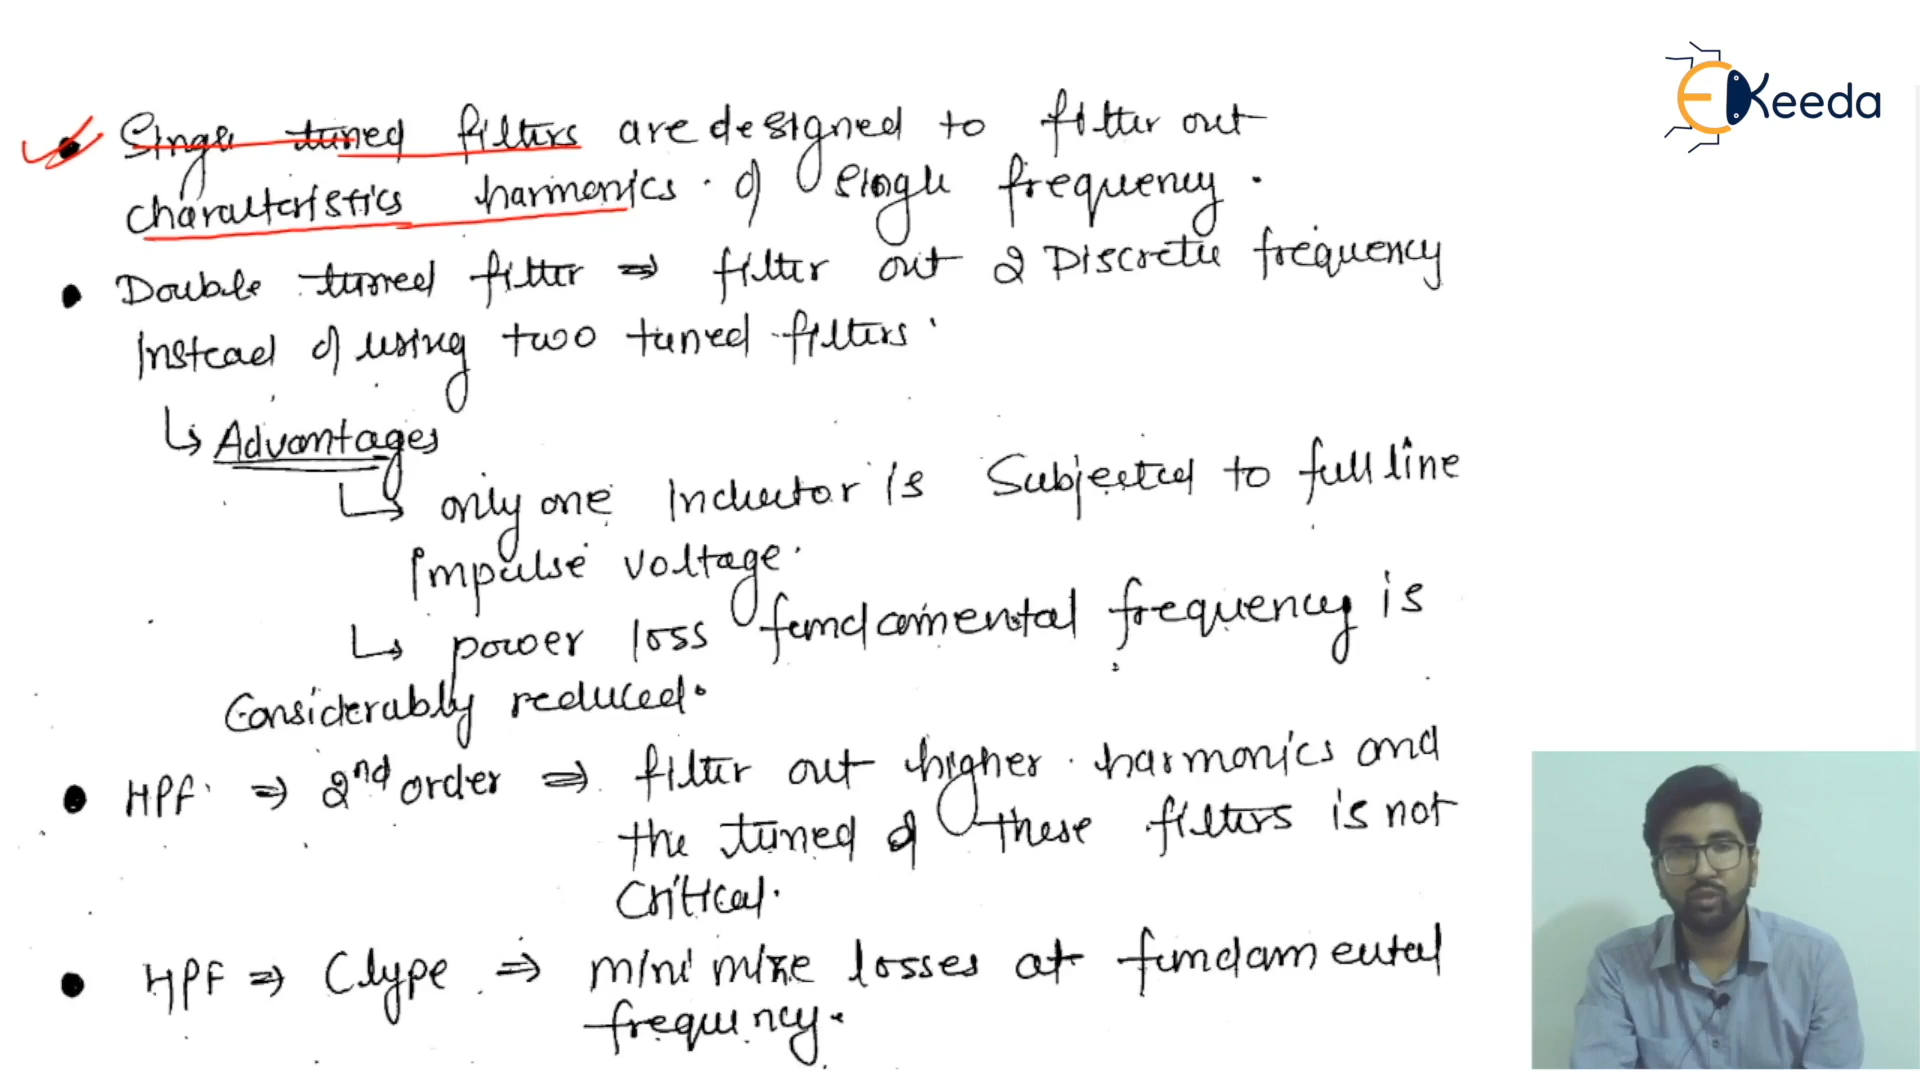 EKeeda
Single tuned filters are designed to filter out
characteristics harmonics of single frequency.
Double tuned filter ⇒ filter out 2 Discrete frequency
Instead of using two tuned filters.
↳ Advantages
↳ only one Inductor is Subjected to full line
Impulse voltage.
↳ power loss fundamental frequency is
Considerably reduced.
HPF ⇒ 2nd order ⇒ filter out higher harmonics and
the tuned of these filters is not
Critical.
HPF ⇒ C type ⇒ minimize losses at fundamental
frequency.